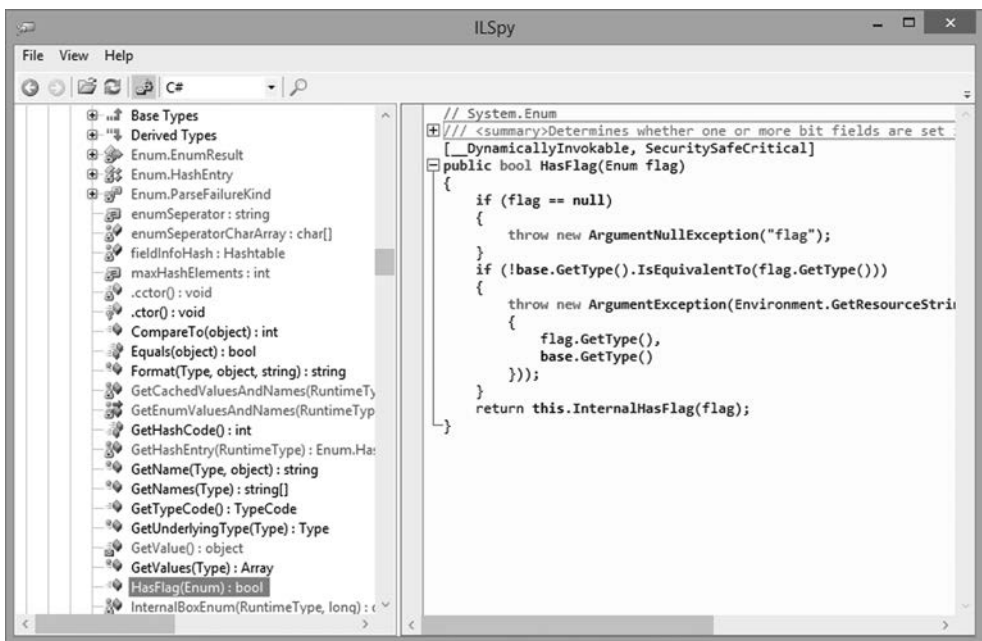 ILSpy
File View Help
C#
Base Types
Derived Types
Enum.EnumResult
Enum.HashEntry
Enum.ParseFailureKind
enumSeperator : string
enumSeperatorCharArray : char[]
fieldInfoHash : Hashtable
maxHashElements : int
.cctor() : void
.ctor() : void
CompareTo(object) : int
Equals(object) : bool
Format(Type, object, string) : string
GetCachedValuesAndNames(RuntimeTy
GetEnumValuesAndNames(RuntimeTyp
GetHashCode() : int
GetHashEntry(RuntimeType) : Enum.Has
GetName(Type, object) : string
GetNames(Type) : string[]
GetTypeCode() : TypeCode
GetUnderlyingType(Type) : Type
GetValue() : object
GetValues(Type) : Array
HasFlag(Enum) : bool
InternalBoxEnum(RuntimeType, long) :
// System.Enum
/// <summary>Determines whether one or more bit fields are set
[__DynamicallyInvokable, SecuritySafeCritical]
public bool HasFlag(Enum flag)
{
if (flag == null)
{
throw new ArgumentNullException("flag");
}
if (!base.GetType().IsEquivalentTo(flag.GetType()))
{
throw new ArgumentException(Environment.GetResourceStri
{
flag.GetType(),
base.GetType()
}));
}
return this.InternalHasFlag(flag);
}